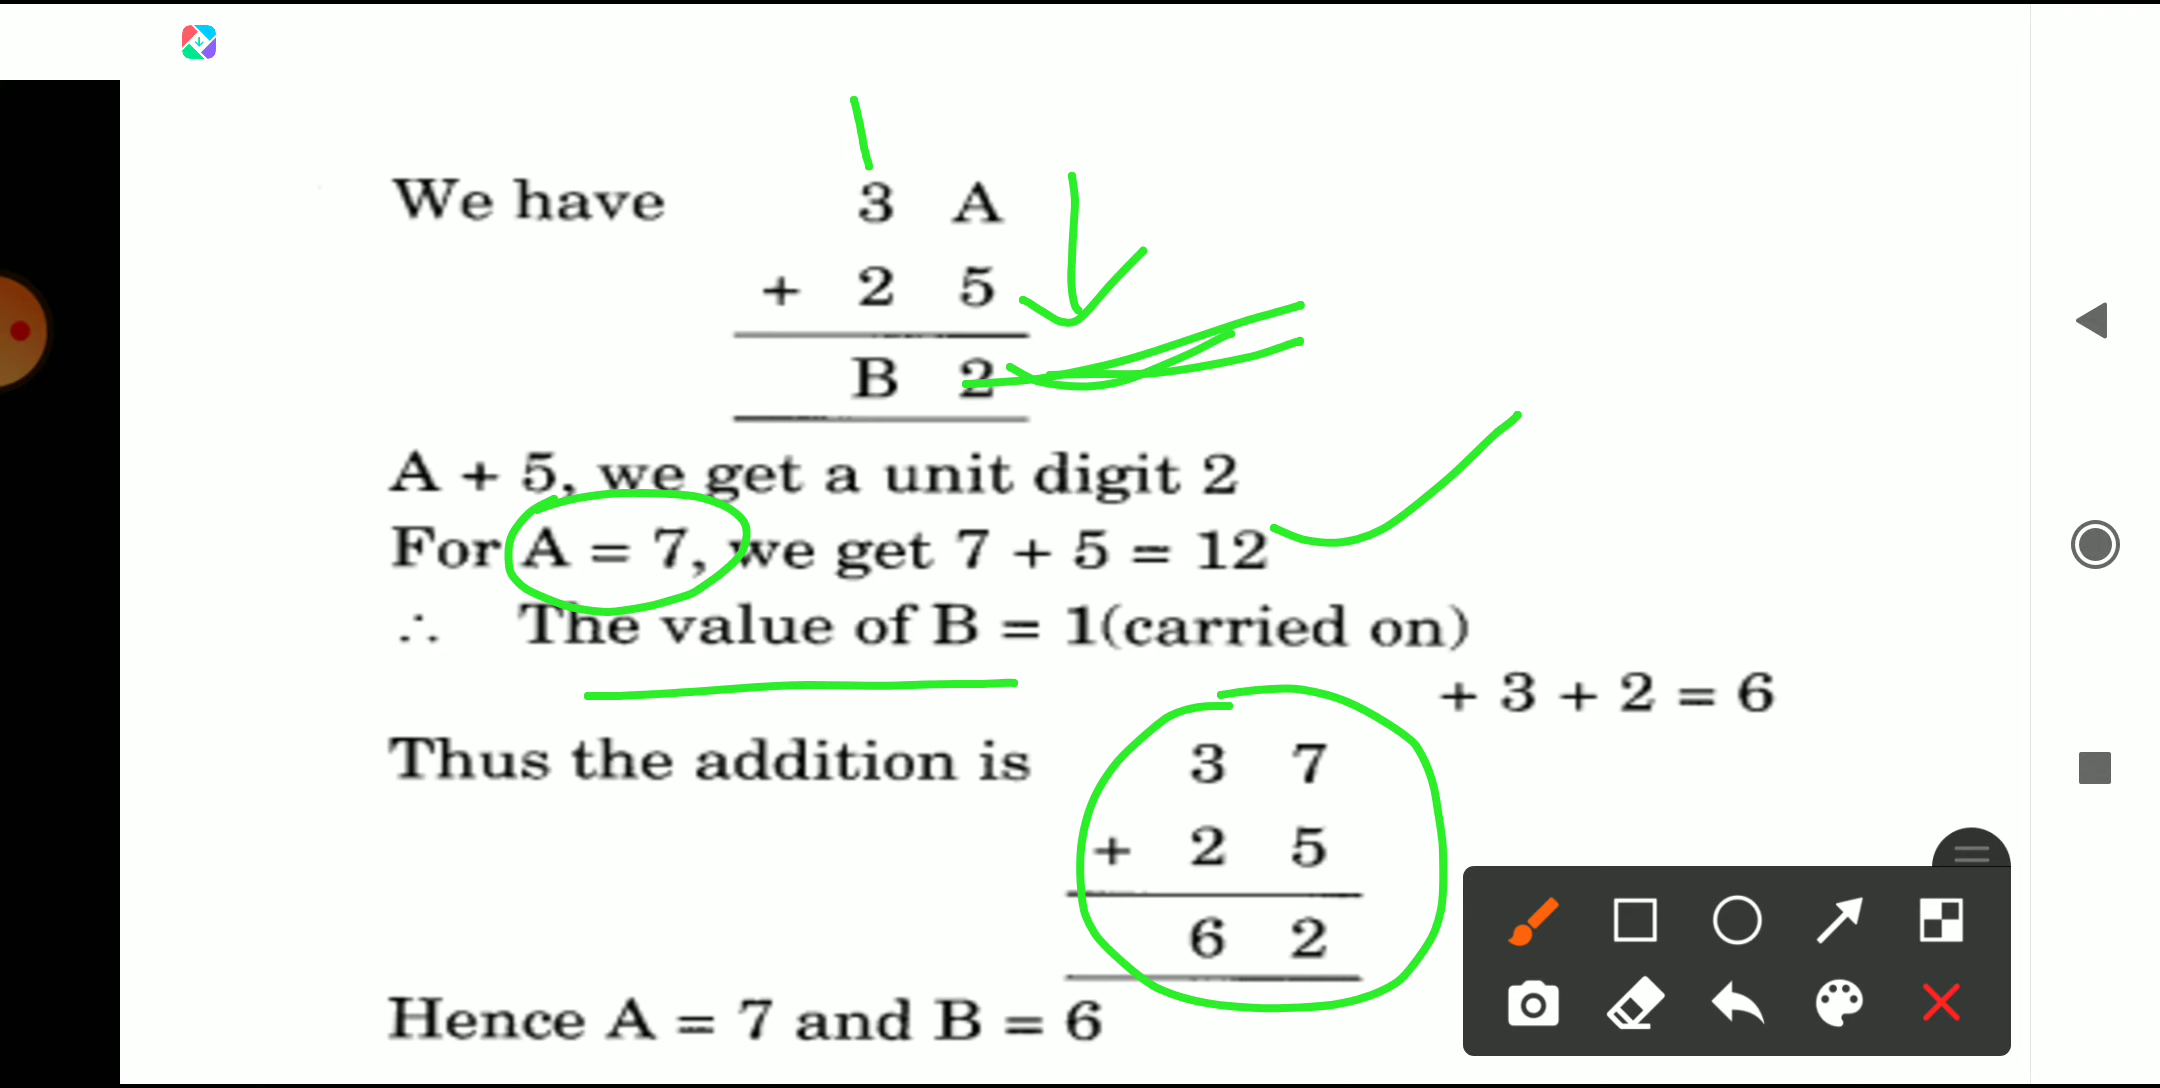 We have 3 A
+ 2 5
B 2
A + 5, we get a unit digit 2
For A = 7, we get 7 + 5 = 12
∴ The value of B = 1(carried on)
+ 3 + 2 = 6
Thus the addition is 3 7
+ 2 5
6 2
Hence A = 7 and B = 6